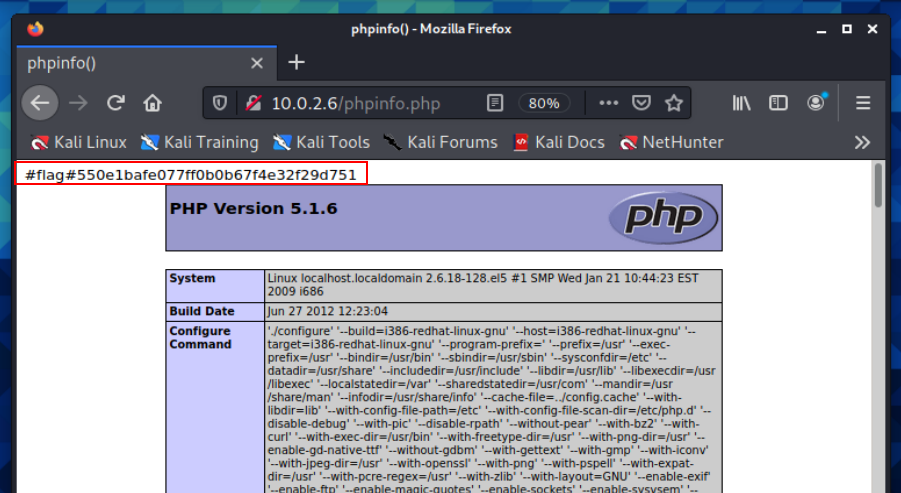 phpinfo() - Mozilla Firefox
phpinfo()
10.0.2.6/phpinfo.php
80%
Kali Linux Kali Training Kali Tools Kali Forums Kali Docs NetHunter
#flag#550e1bafe077ff0b0b67f4e32f29d751
PHP Version 5.1.6
php
System Linux localhost.localdomain 2.6.18-128.el5 #1 SMP Wed Jan 21 10:44:23 EST
2009 i686
Build Date Jun 27 2012 12:23:04
Configure './configure' '--build=i386-redhat-linux-gnu' '--host=i386-redhat-linux-gnu' '--
Command target=i386-redhat-linux-gnu' '--program-prefix=' '--prefix=/usr' '--exec-
prefix=/usr' '--bindir=/usr/bin' '--sbindir=/usr/sbin' '--sysconfdir=/etc' '--
datadir=/usr/share' '--includedir=/usr/include' '--libdir=/usr/lib' '--libexecdir=/usr
/libexec' '--localstatedir=/var' '--sharedstatedir=/usr/com' '--mandir=/usr
/share/man' '--infodir=/usr/share/info' '--cache-file=../config.cache' '--with-
libdir=lib' '--with-config-file-path=/etc' '--with-config-file-scan-dir=/etc/php.d' '--
disable-debug' '--with-pic' '--disable-rpath' '--without-pear' '--with-bz2' '--with-
curl' '--with-exec-dir=/usr/bin' '--with-freetype-dir=/usr' '--with-png-dir=/usr' '--
enable-gd-native-ttf' '--without-gdbm' '--with-gettext' '--with-gmp' '--with-iconv'
'--with-jpeg-dir=/usr' '--with-openssl' '--with-png' '--with-pspell' '--with-expat-
dir=/usr' '--with-pcre-regex=/usr' '--with-zlib' '--with-layout=GNU' '--enable-exif'
'--enable-ftp' '--enable-magic-quotes' '--enable-sockets' '--enable-sysvsem' '--